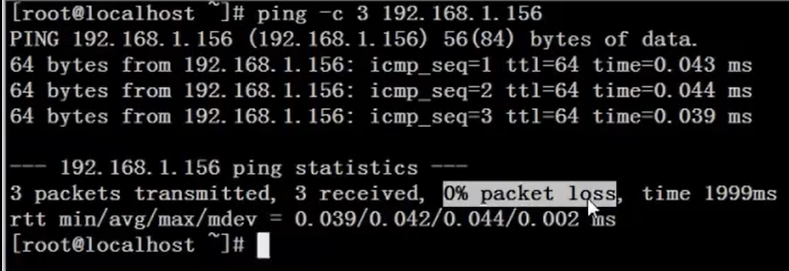 [root@localhost ~]# ping -c 3 192.168.1.156
PING 192.168.1.156 (192.168.1.156) 56(84) bytes of data.
64 bytes from 192.168.1.156: icmp_seq=1 ttl=64 time=0.043 ms
64 bytes from 192.168.1.156: icmp_seq=2 ttl=64 time=0.044 ms
64 bytes from 192.168.1.156: icmp_seq=3 ttl=64 time=0.039 ms
--- 192.168.1.156 ping statistics ---
3 packets transmitted, 3 received, 0% packet loss, time 1999ms
rtt min/avg/max/mdev = 0.039/0.042/0.044/0.002 ms
[root@localhost ~]#